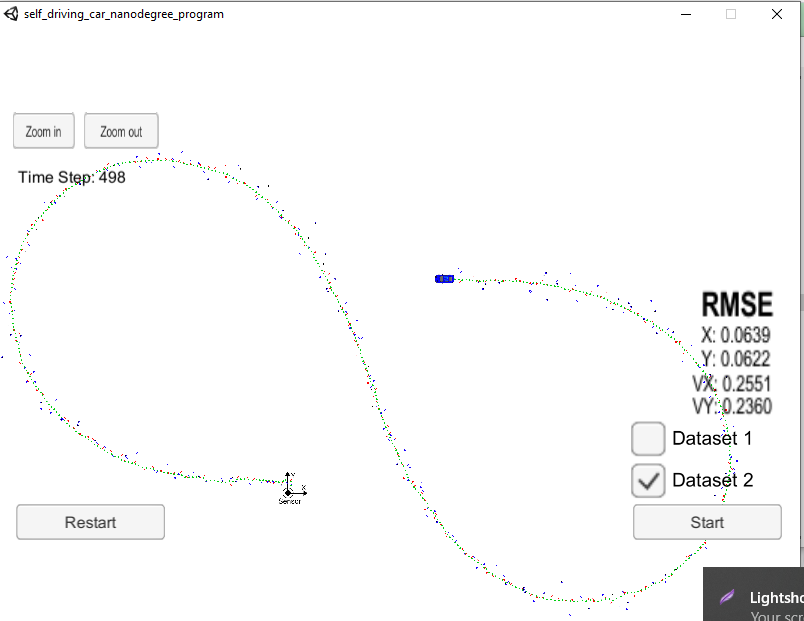 self_driving_car_nanodegree_program
Zoom in
Zoom out
Time Step: 498
RMSE
X: 0.0639
Y: 0.0622
VX: 0.2551
VY: 0.2360
Dataset 1
Y
X
Sensor
Dataset 2
Restart
Start
Lightsho
Your scr